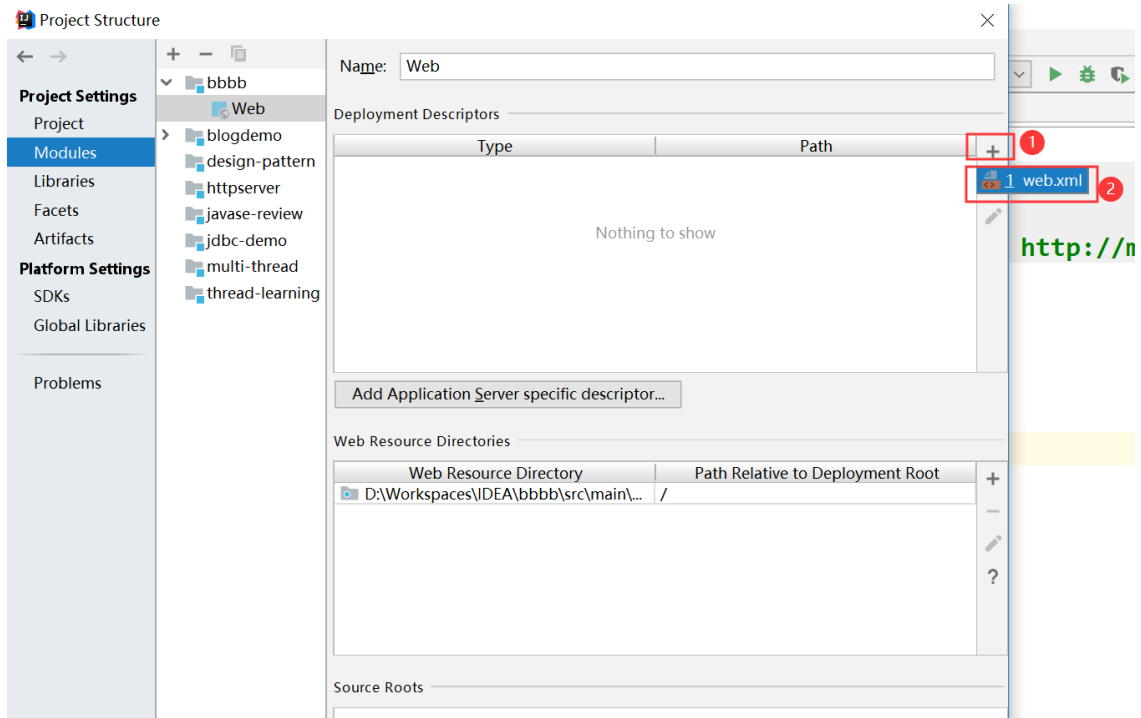 Project Structure
Project Settings
Project
Modules
Libraries
Facets
Artifacts
Platform Settings
SDKs
Global Libraries
Problems
bbbb
Web
blogdemo
design-pattern
httpserver
javase-review
jdbc-demo
multi-thread
thread-learning
Name: Web
Deployment Descriptors
Type Path
1
1 web.xml
2
Nothing to show
Add Application Server specific descriptor...
Web Resource Directories
Web Resource Directory Path Relative to Deployment Root
D:\Workspaces\IDEA\bbbb\src\main\... /
?
Source Roots
http://m